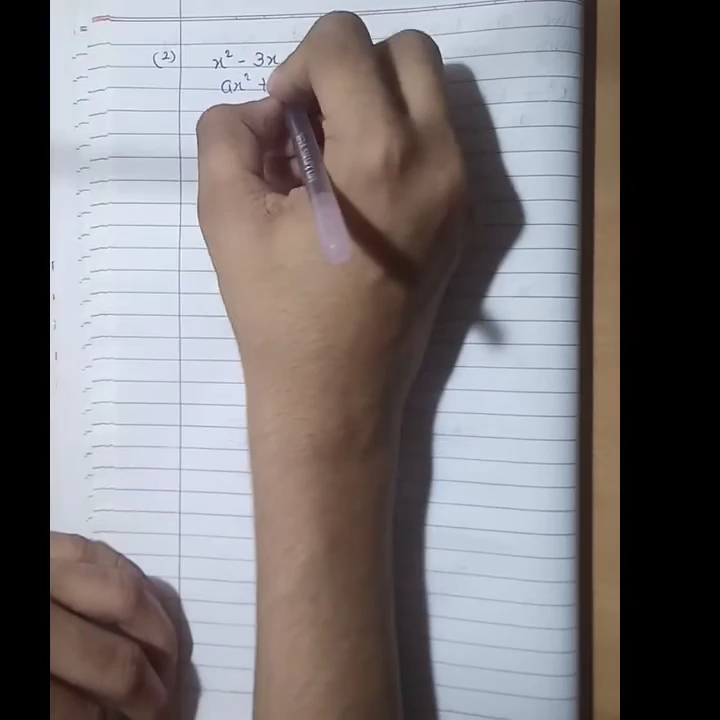 (2) x² - 3x
ax² +